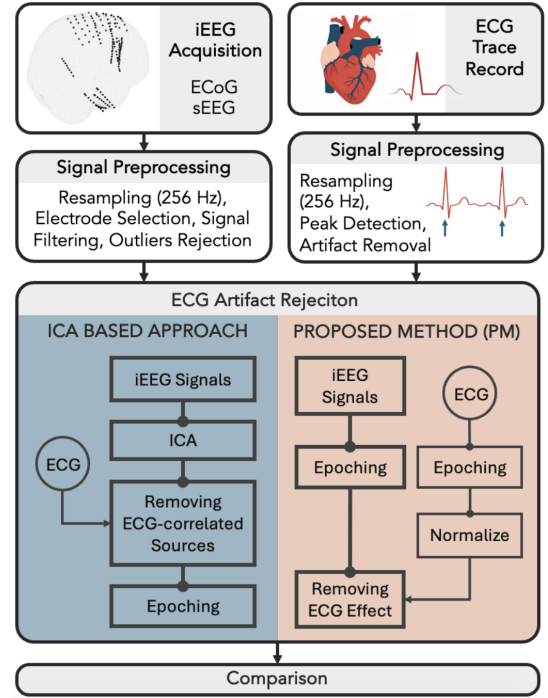 iEEG
Acquisition
ECoG
sEEG
ECG
Trace
Record
Signal Preprocessing
Resampling (256 Hz),
Electrode Selection, Signal
Filtering, Outliers Rejection
Signal Preprocessing
Resampling
(256 Hz),
Peak Detection,
Artifact Removal
ECG Artifact Rejeciton
ICA BASED APPROACH
iEEG Signals
ICA
ECG
Removing
ECG-correlated
Sources
Epoching
PROPOSED METHOD (PM)
iEEG
Signals
ECG
Epoching
Epoching
Normalize
Removing
ECG Effect
Comparison